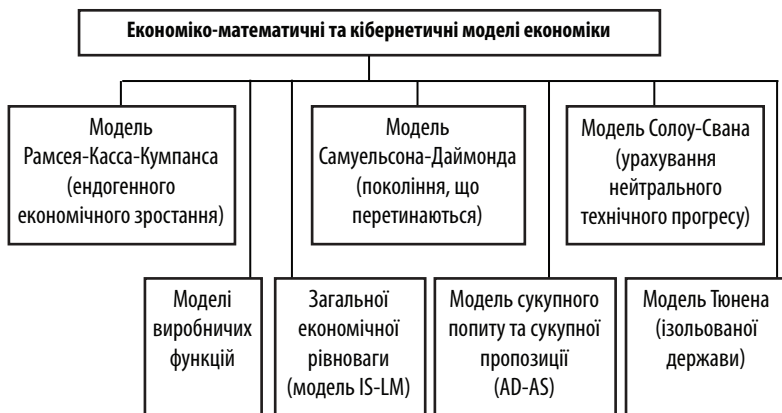 Економіко-математичні та кібернетичні моделі економіки
Модель
Рамсея-Касса-Кумпанса
(ендогенного
економічного зростання)
Модель
Самуельсона-Даймонда
(покоління, що
перетинаються)
Модель Солоу-Свана
(урахування
нейтрального
технічного прогресу)
Моделі
виробничих
функцій
Загальної
економічної
рівноваги
(модель IS-LM)
Модель сукупного
попиту та сукупної
пропозиції
(AD-AS)
Модель Тюнена
(ізольованої
держави)